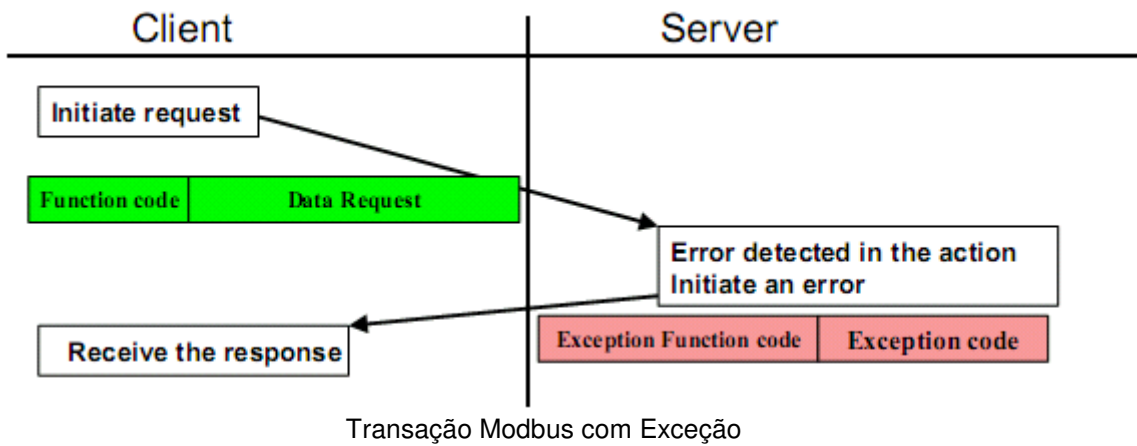 Client
Server
Initiate request
Function code
Data Request
Error detected in the action
Initiate an error
Receive the response
Exception Function code
Exception code
Transação Modbus com Exceção